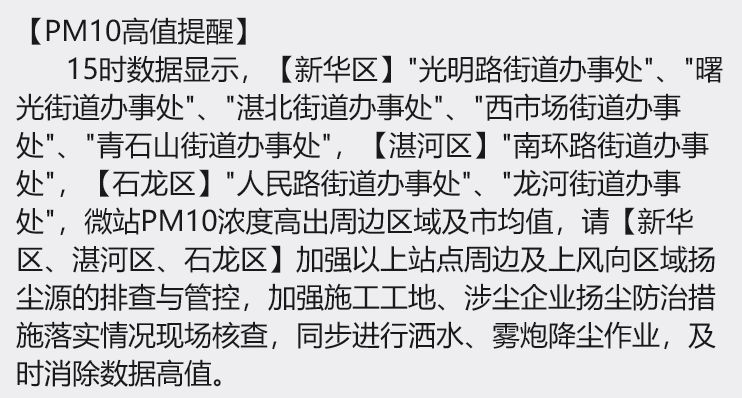 【PM10高值提醒】
15时数据显示，【新华区】"光明路街道办事处"、"曙
光街道办事处"、"湛北街道办事处"、"西市场街道办事
处"、"青石山街道办事处"，【湛河区】"南环路街道办事
处"，【石龙区】"人民路街道办事处"、"龙河街道办事
处"，微站PM10浓度高出周边区域及市均值，请【新华
区、湛河区、石龙区】加强以上站点周边及上风向区域扬
尘源的排查与管控，加强施工工地、涉尘企业扬尘防治措
施落实情况现场核查，同步进行洒水、雾炮降尘作业，及
时消除数据高值。